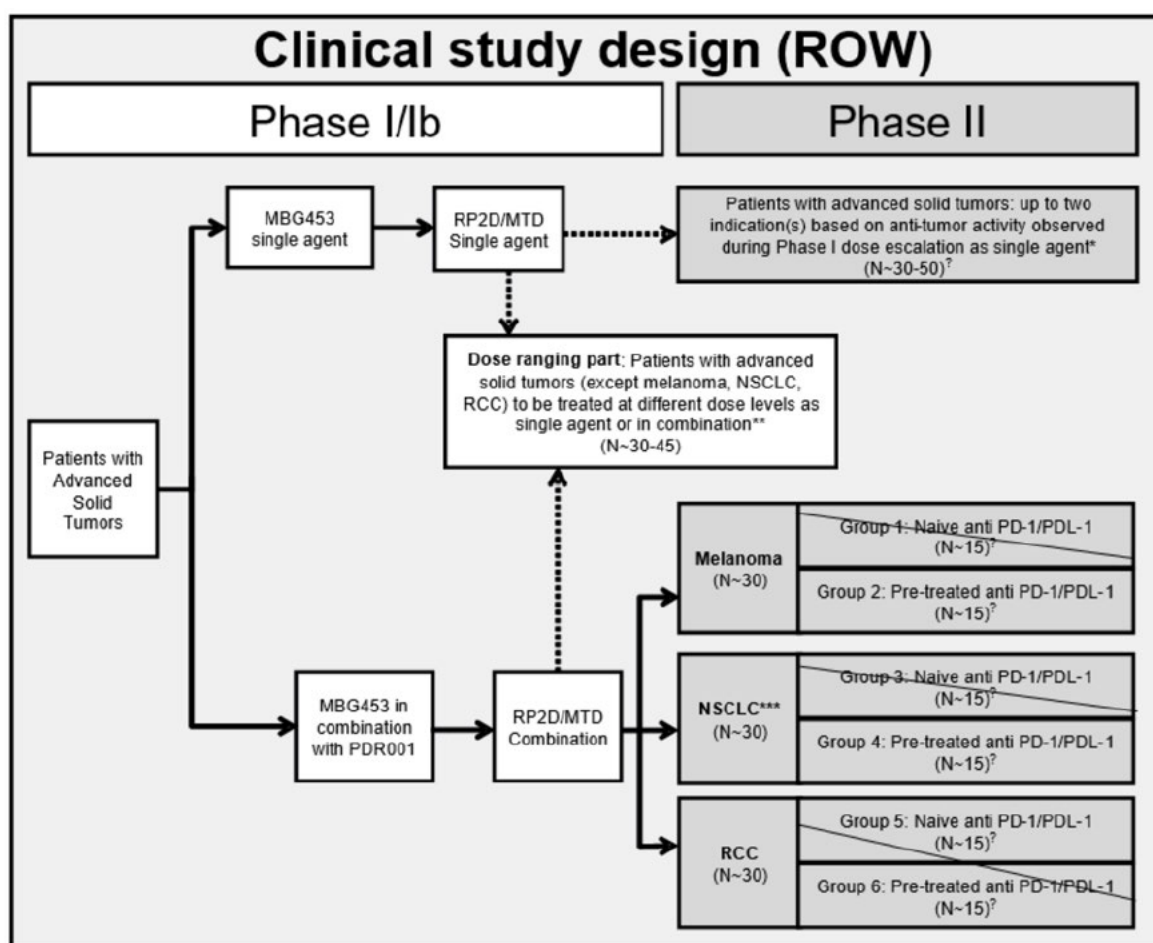 Clinical study design (ROW)
Phase I/Ib
Phase II
MBG453
single agent
RP2D/MTD
Single agent
Patients with advanced solid tumors: up to two
indication(s) based on anti-tumor activity observed
during Phase I dose escalation as single agent*
(N~30-50)?
Dose ranging part: Patients with advanced
solid tumors (except melanoma, NSCLC,
RCC) to be treated at different dose levels as
single agent or in combination**
(N~30-45)
Patients with
Advanced
Solid
Tumors
MBG453 in
combination
with PDR001
RP2D/MTD
Combination
Melanoma
(N~30)
Group 1: Naive anti PD-1/PDL-1
(N~15)?
Group 2: Pre-treated anti PD-1/PDL-1
(N~15)?
NSCLC***
(N~30)
Group 3: Naive anti PD-1/PDL-1
(N~15)?
Group 4: Pre-treated anti PD-1/PDL-1
(N~15)?
RCC
(N~30)
Group 5: Naive anti PD-1/PDL-1
(N~15)?
Group 6: Pre-treated anti PD-1/PDL-1
(N~15)?